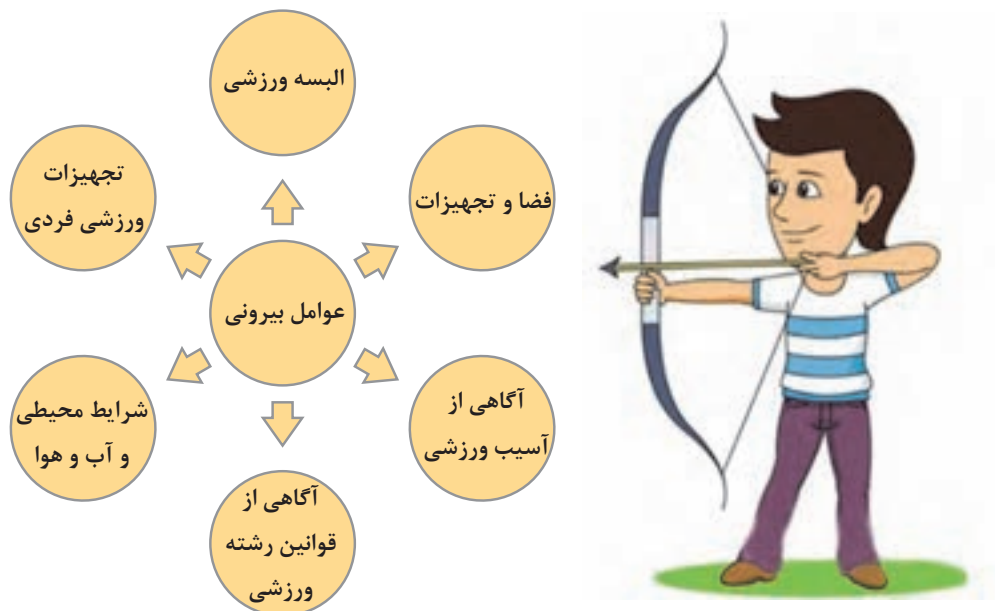 البسه ورزشی
فضا و تجهیزات
تجهیزات
ورزشی فردی
عوامل بیرونی
آگاهی از
آسیب ورزشی
شرایط محیطی
و آب و هوا
آگاهی از
قوانین رشته
ورزشی